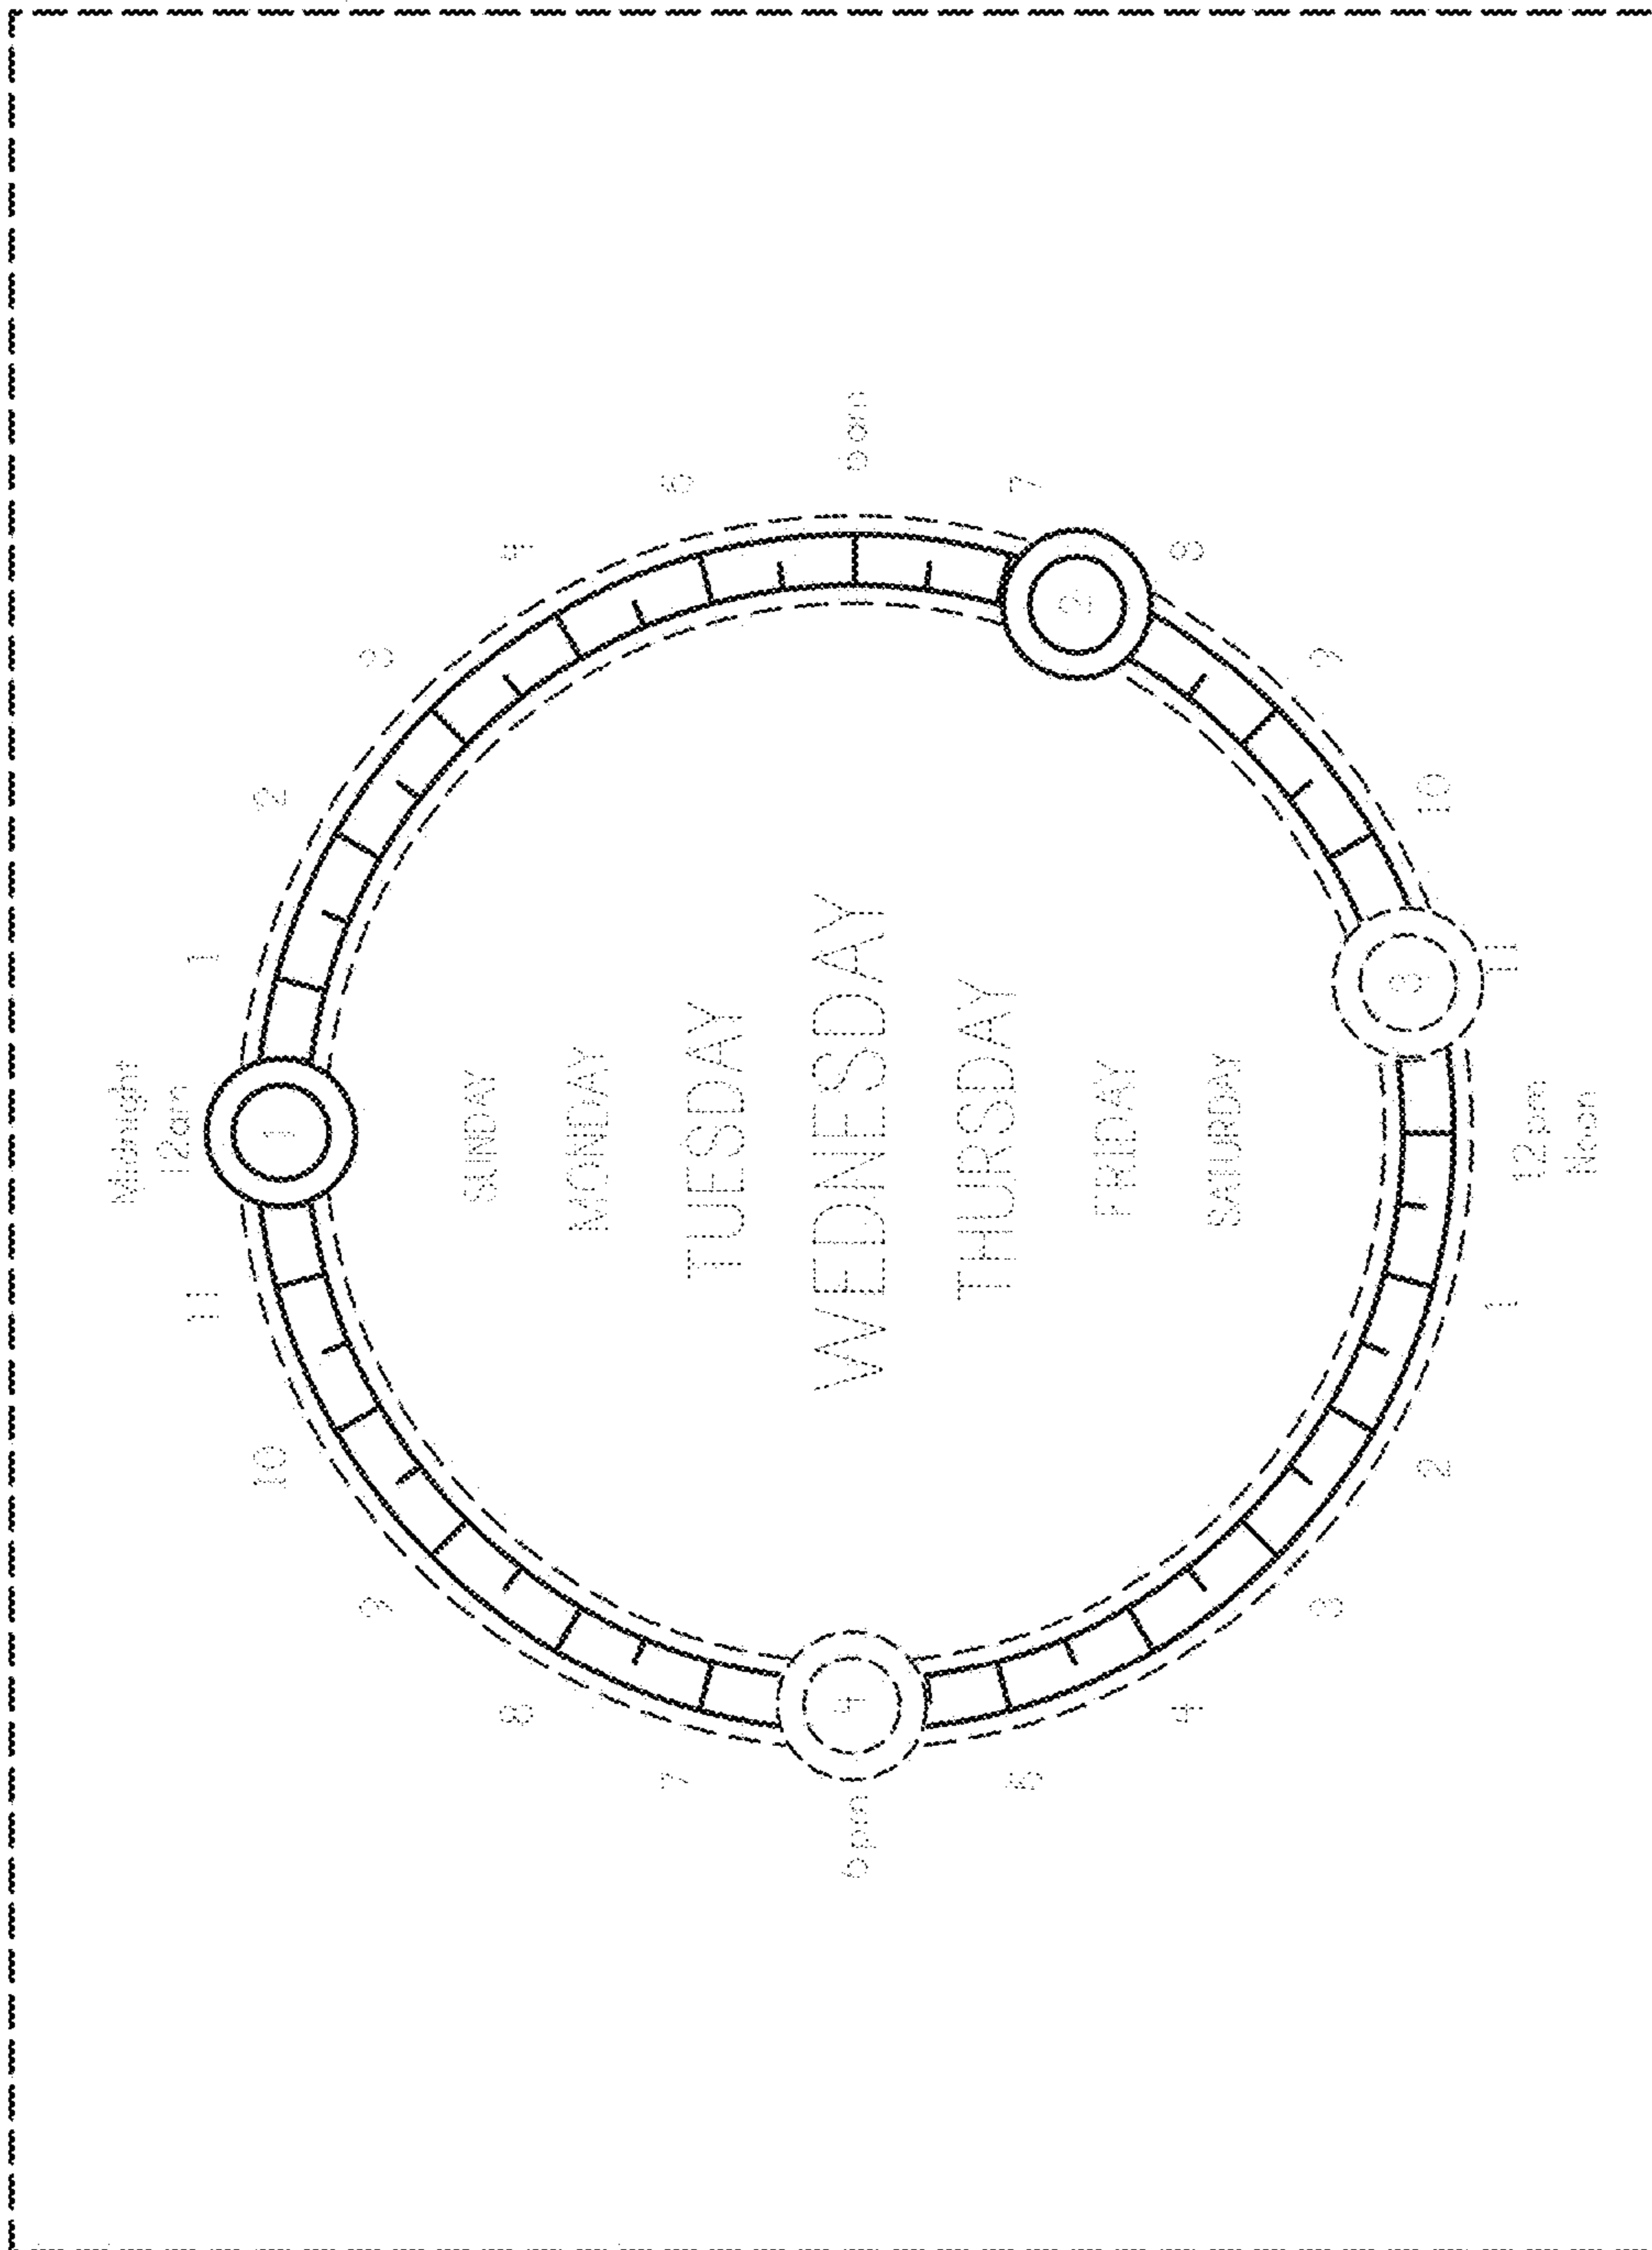 Midnight
12am
11 1
1
10 2
9 3
SUNDAY
8 4
MONDAY
7 5
TUESDAY
6pm 4 WEDNESDAY 6am
THURSDAY
5 7
2
FRIDAY
4 8
SATURDAY
3 9
3
2 10
1 11
12pm
Noon